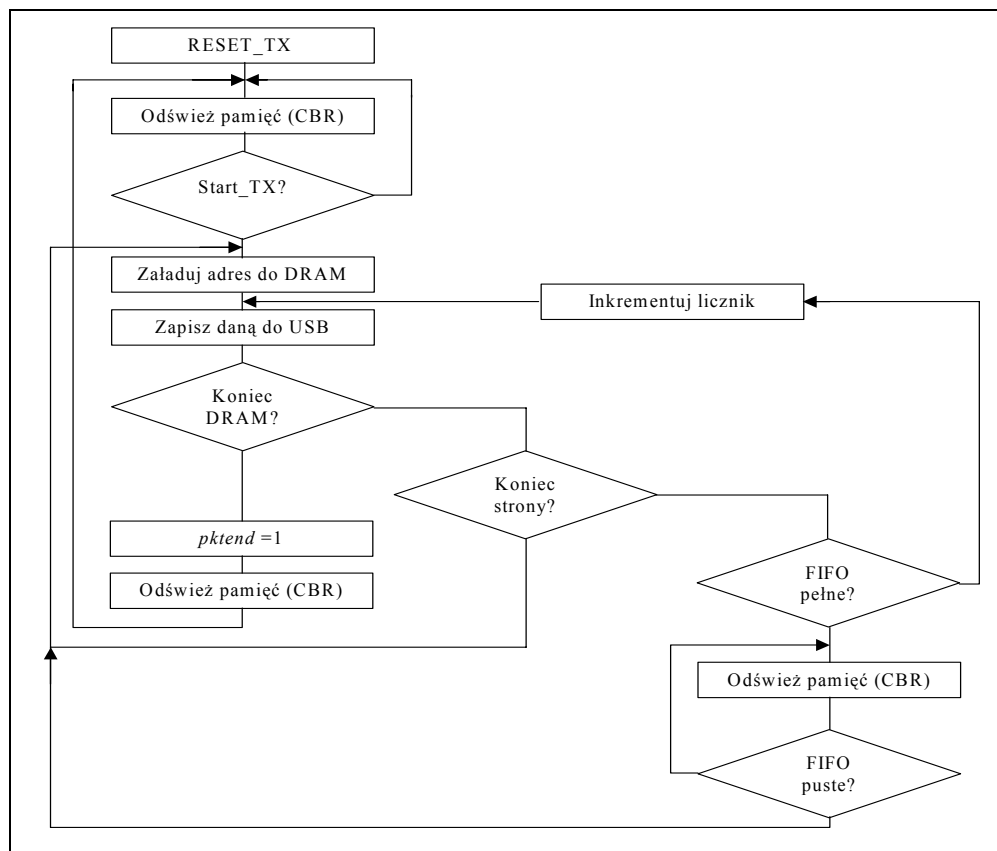 RESET_TX
Odśwież pamięć (CBR)
Start_TX?
Załaduj adres do DRAM
Inkrementuj licznik
Zapisz daną do USB
Koniec
DRAM?
Koniec
strony?
pktend =1
FIFO
pełne?
Odśwież pamięć (CBR)
Odśwież pamięć (CBR)
FIFO
puste?